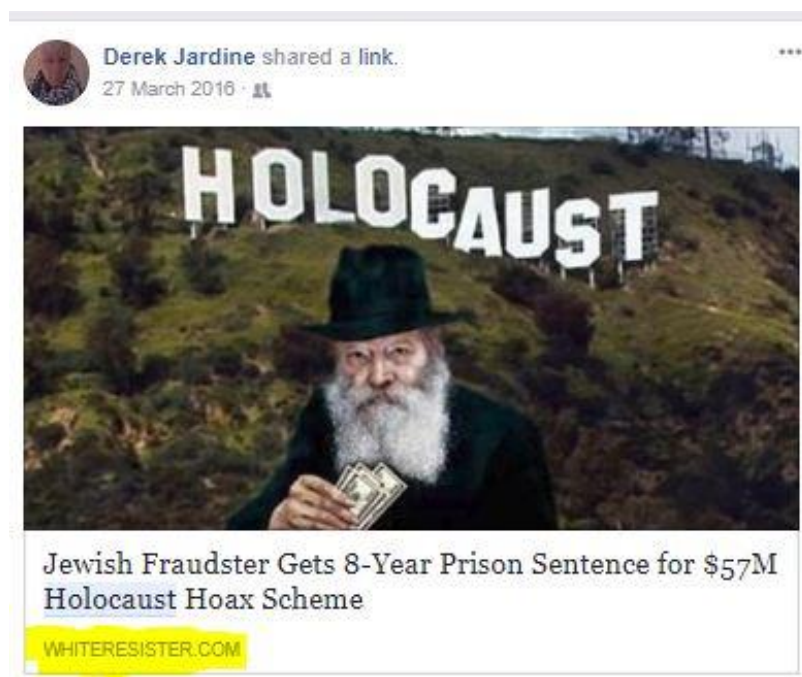 Derek Jardine shared a link.
27 March 2016 ·
HOLOCAUST
Jewish Fraudster Gets 8-Year Prison Sentence for $57M
Holocaust Hoax Scheme
WHITERESISTER.COM